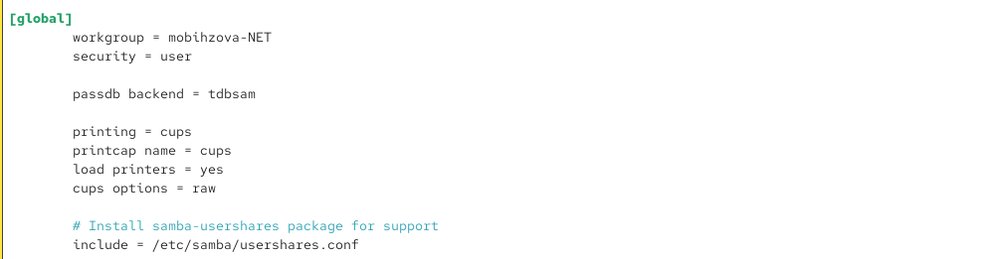 [global]
workgroup = mobihzova-NET
security = user
passdb backend = tdbsam
printing = cups
printcap name = cups
load printers = yes
cups options = raw
# Install samba-usershares package for support
include = /etc/samba/usershares.conf